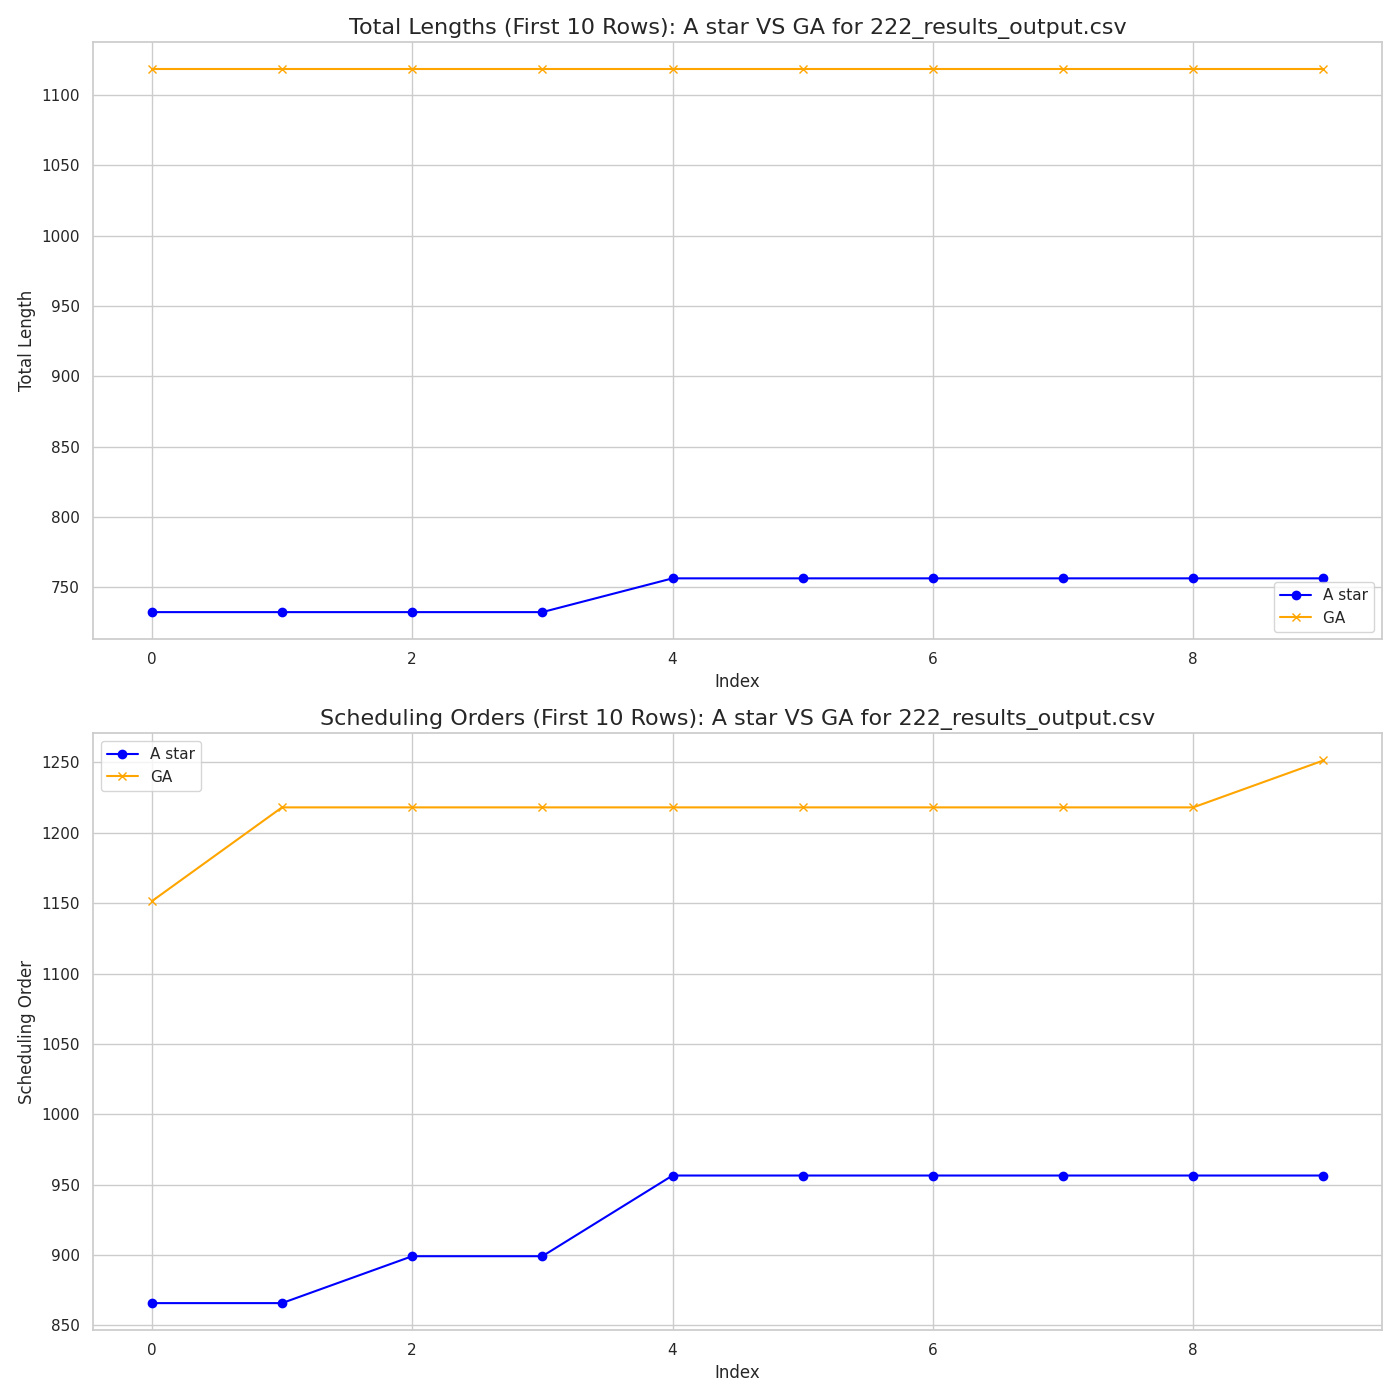 Total Lengths (First 10 Rows): A star VS GA for 222_results_output.csv
1100
1050
1000
950
900
850
800
750
Total Length
A star
GA
0 2 4 6 8
Index
Scheduling Orders (First 10 Rows): A star VS GA for 222_results_output.csv
A star
GA
1250
1200
1150
1100
1050
1000
950
900
850
Scheduling Order
0 2 4 6 8
Index